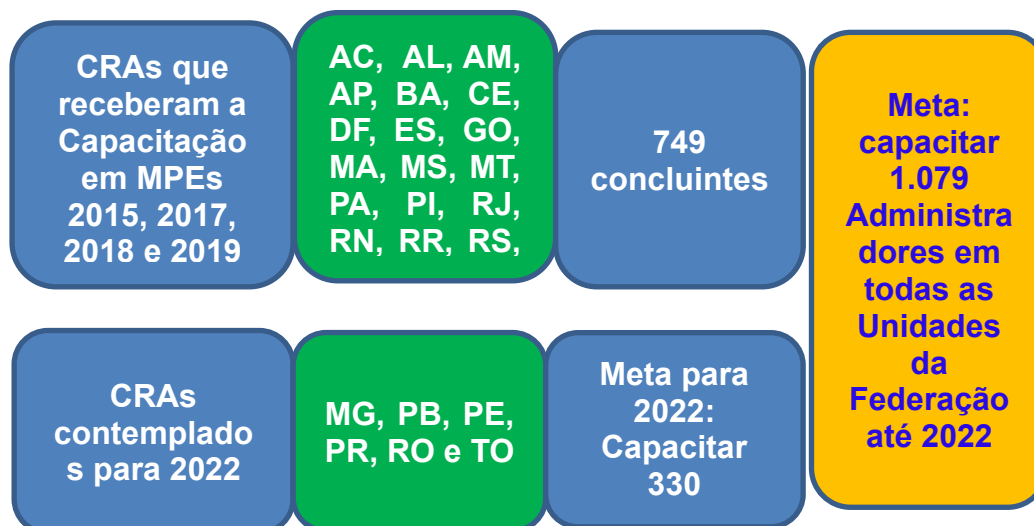 CRAs que
receberam a
Capacitação
em MPEs
2015, 2017,
2018 e 2019
AC, AL, AM,
AP, BA, CE,
DF, ES, GO,
MA, MS, MT,
PA, PI, RJ,
RN, RR, RS,
749
concluintes
Meta:
capacitar
1.079
Administra
dores em
todas as
Unidades
da
Federação
até 2022
CRAs
contemplado
s para 2022
MG, PB, PE,
PR, RO e TO
Meta para
2022:
Capacitar
330